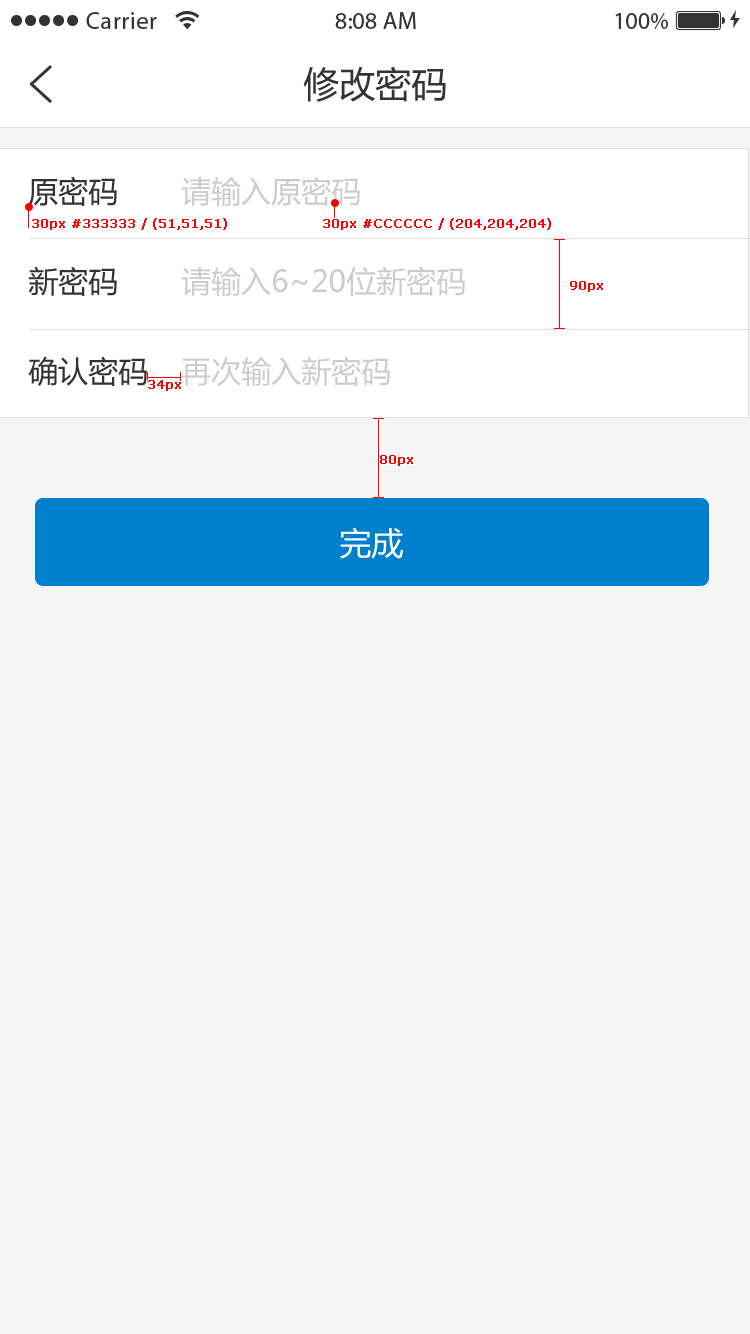 Carrier 8:08 AM 100%
修改密码
原密码 请输入原密码
30px #333333 / (51,51,51) 30px #CCCCCC / (204,204,204)
新密码 请输入6~20位新密码
90px
确认密码 再次输入新密码
34px
80px
完成